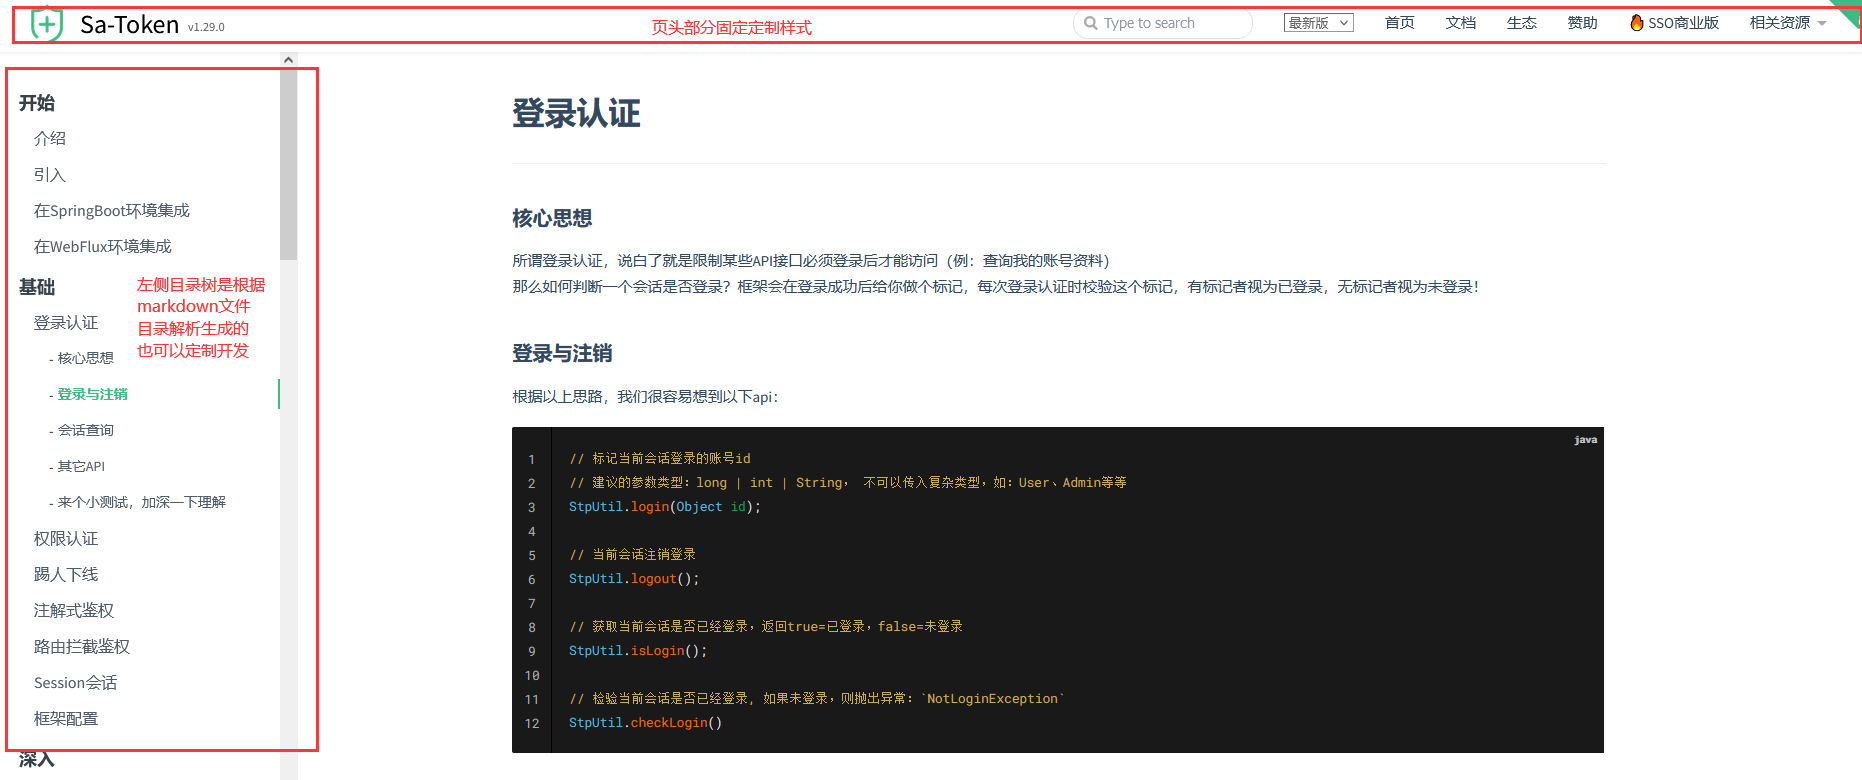 Sa-Token v1.29.0
页头部分固定定制样式
Type to search
最新版
首页
文档
生态
赞助
SSO商业版
相关资源
开始
介绍
引入
在SpringBoot环境集成
在WebFlux环境集成
基础
登录认证
- 核心思想
- 登录与注销
- 会话查询
- 其它API
- 来个小测试，加深一下理解
权限认证
踢人下线
注解式鉴权
路由拦截鉴权
Session会话
框架配置
深入
左侧目录树是根据
markdown文件
目录解析生成的
也可以定制开发
登录认证
核心思想
所谓登录认证，说白了就是限制某些API接口必须登录后才能访问（例：查询我的账号资料）
那么如何判断一个会话是否登录？框架会在登录成功后给你做个标记，每次登录认证时校验这个标记，有标记者视为已登录，无标记者视为未登录！
登录与注销
根据以上思路，我们很容易想到以下api：
java
1 // 标记当前会话登录的账号id
2 // 建议的参数类型：long | int | String， 不可以传入复杂类型，如：User、Admin等等
3 StpUtil.login(Object id);
4
5 // 当前会话注销登录
6 StpUtil.logout();
7
8 // 获取当前会话是否已经登录，返回true=已登录，false=未登录
9 StpUtil.isLogin();
10
11 // 检验当前会话是否已经登录, 如果未登录，则抛出异常：`NotLoginException`
12 StpUtil.checkLogin()